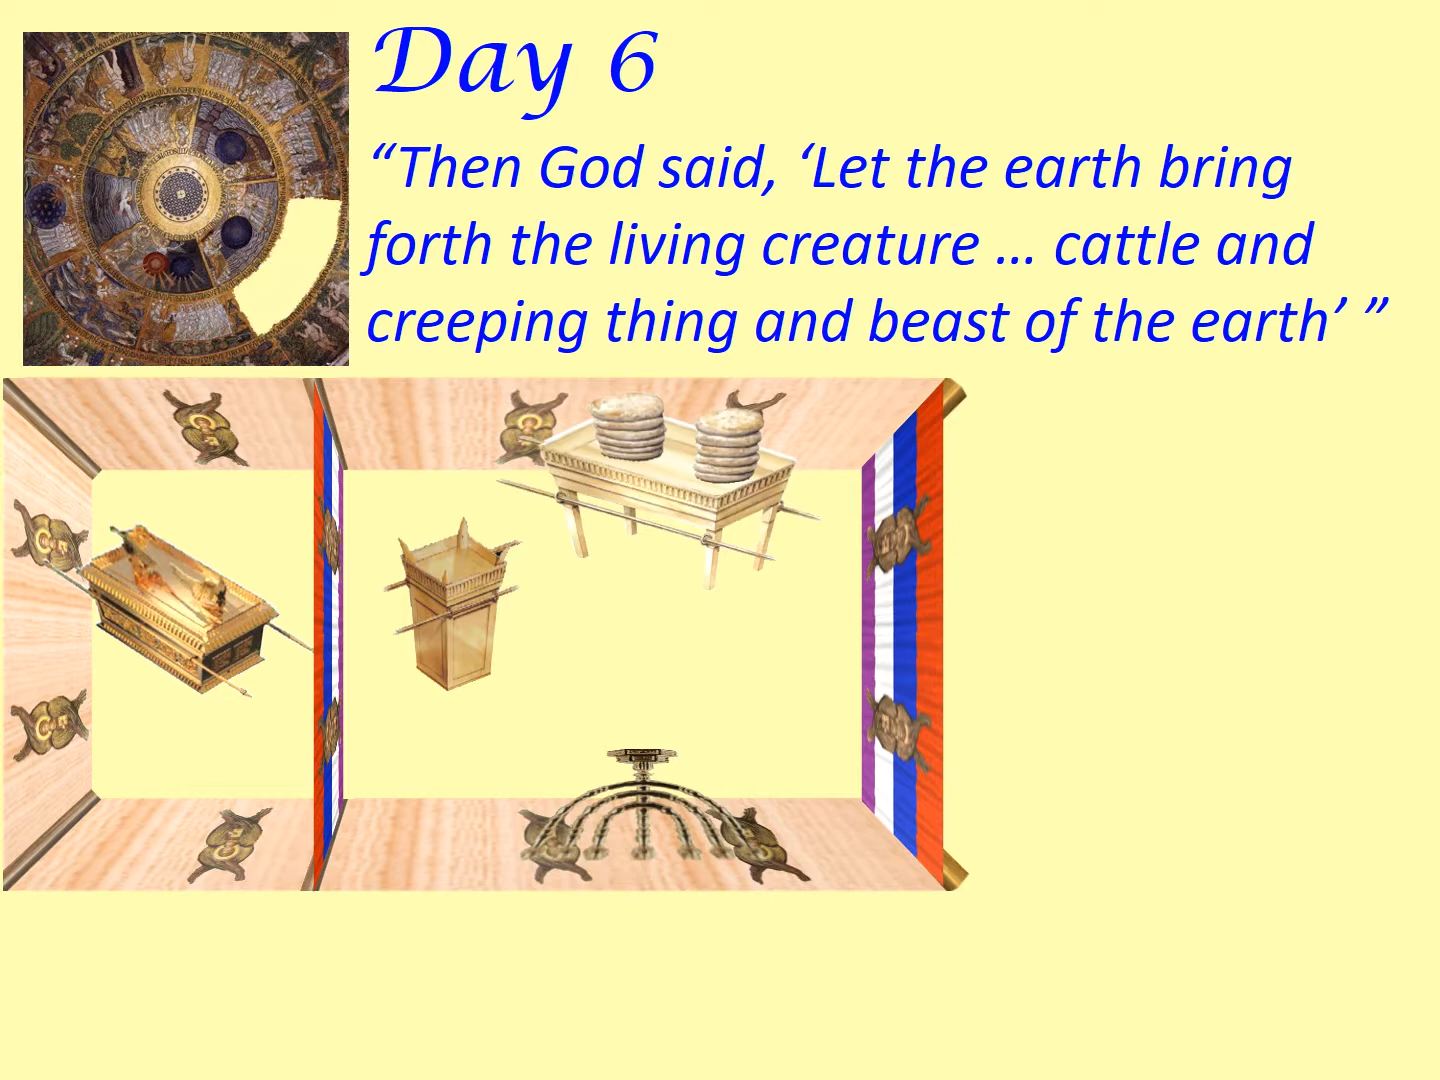 Day 6
“Then God said, ‘Let the earth bring
forth the living creature … cattle and
creeping thing and beast of the earth’ ”